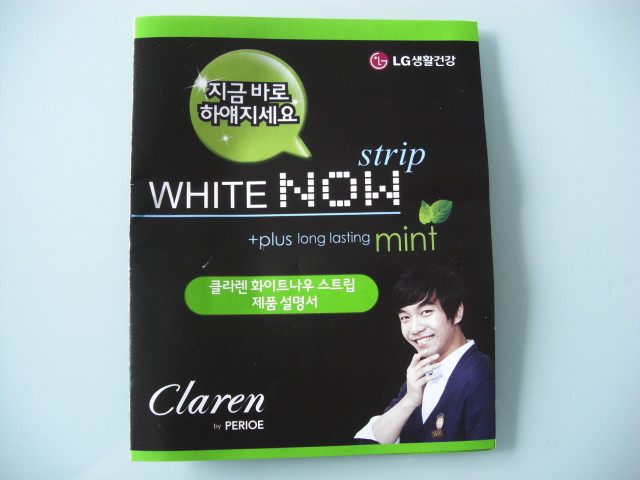 LG생활건강
지금 바로
하얘지세요
strip
WHITE NOW
+plus long lasting mint
클라렌 화이트나우 스트립
제품 설명서
Claren
by PERIOE